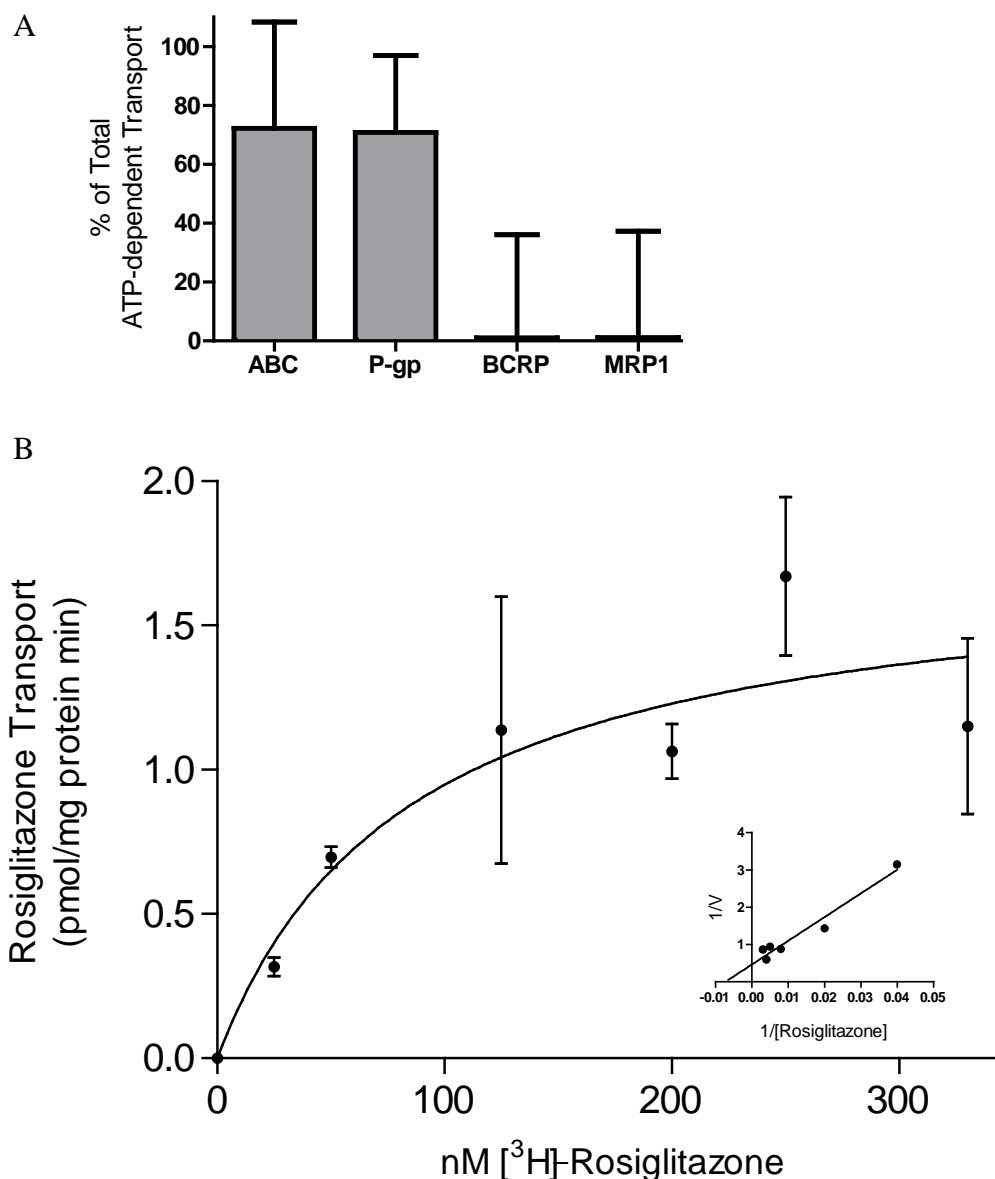 A
% of Total
ATP-dependent Transport
100
80
60
40
20
0
ABC P-gp BCRP MRP1
B
Rosiglitazone Transport
(pmol/mg protein min)
2.0
1.5
1.0
0.5
0.0
0 100 200 300
nM [³H]-Rosiglitazone
1/V
4
3
2
1
-0.01 0.00 0.01 0.02 0.03 0.04 0.05
1/[Rosiglitazone]